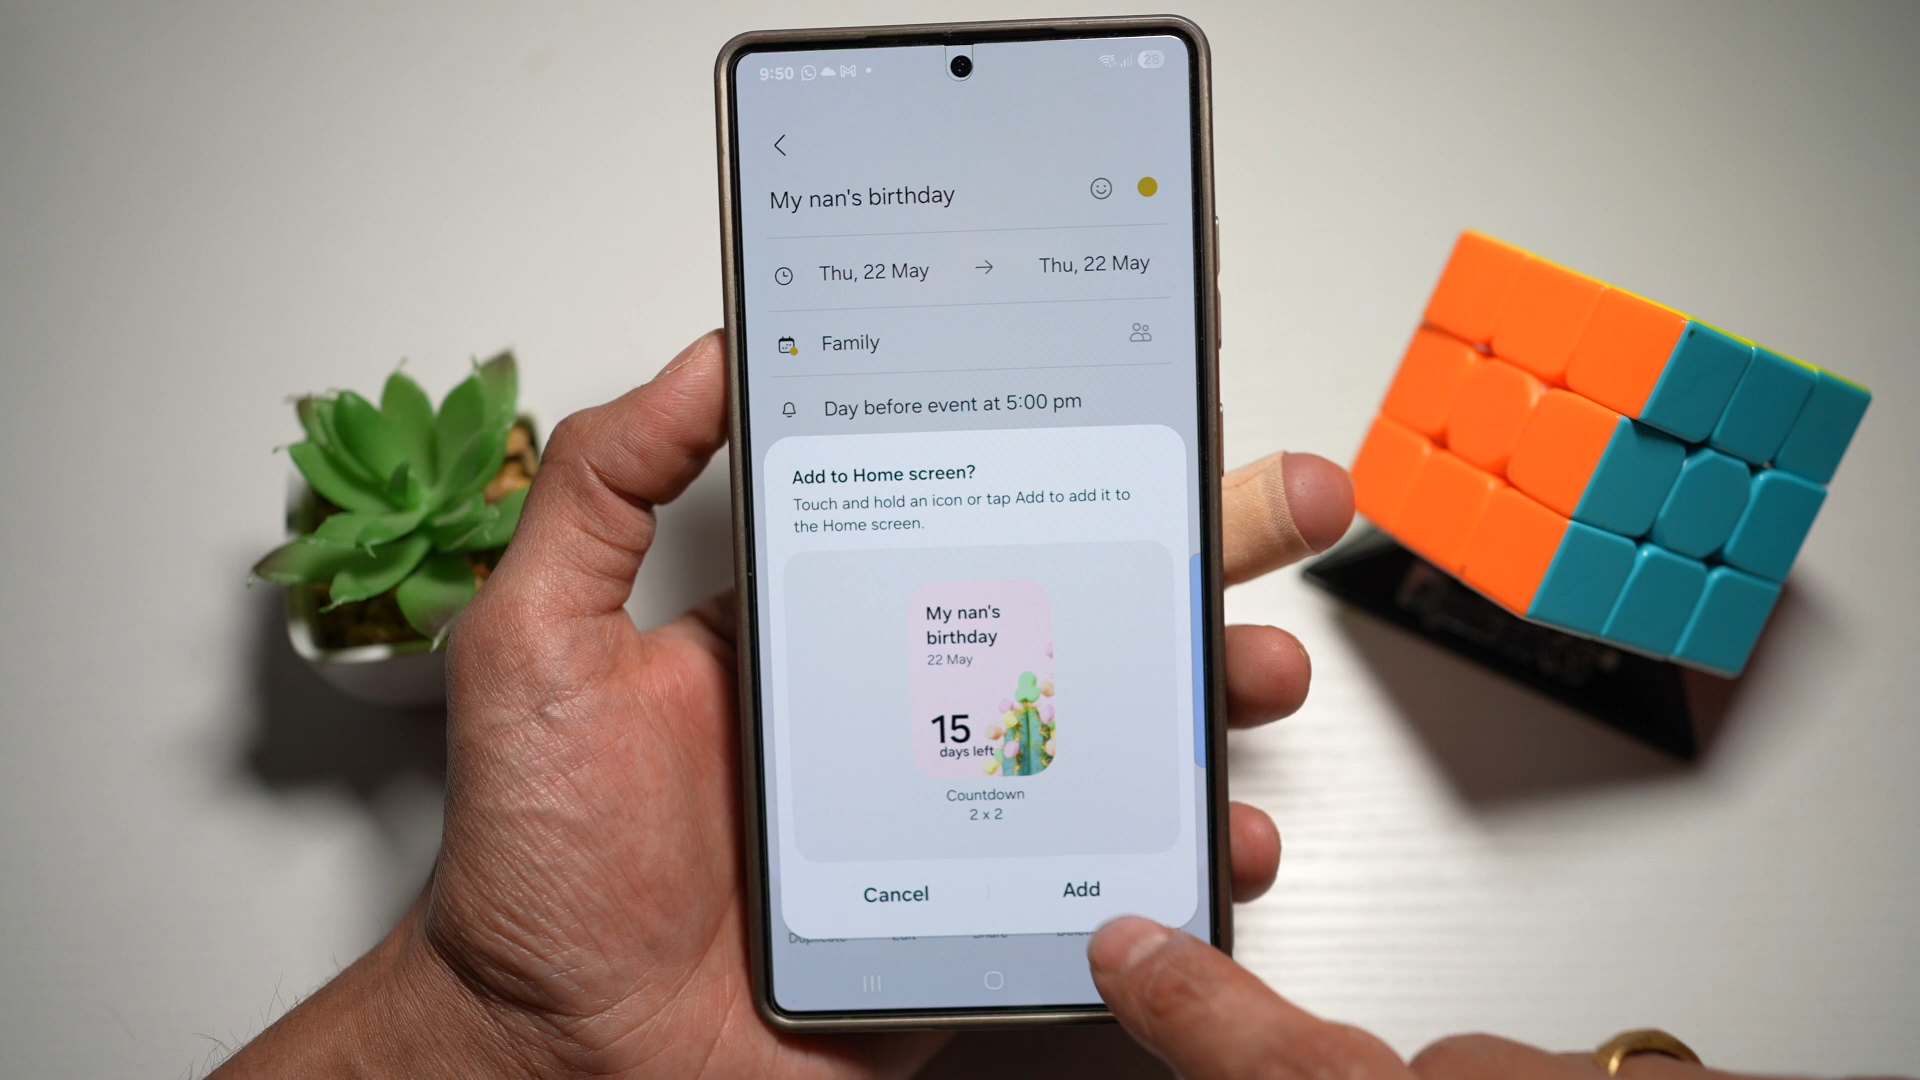 9:50
28
My nan's birthday
Thu, 22 May
Thu, 22 May
Family
Day before event at 5:00 pm
Add to Home screen?
Touch and hold an icon or tap Add to add it to
the Home screen.
My nan's
birthday
22 May
15
days left
Countdown
2 x 2
Cancel
Add